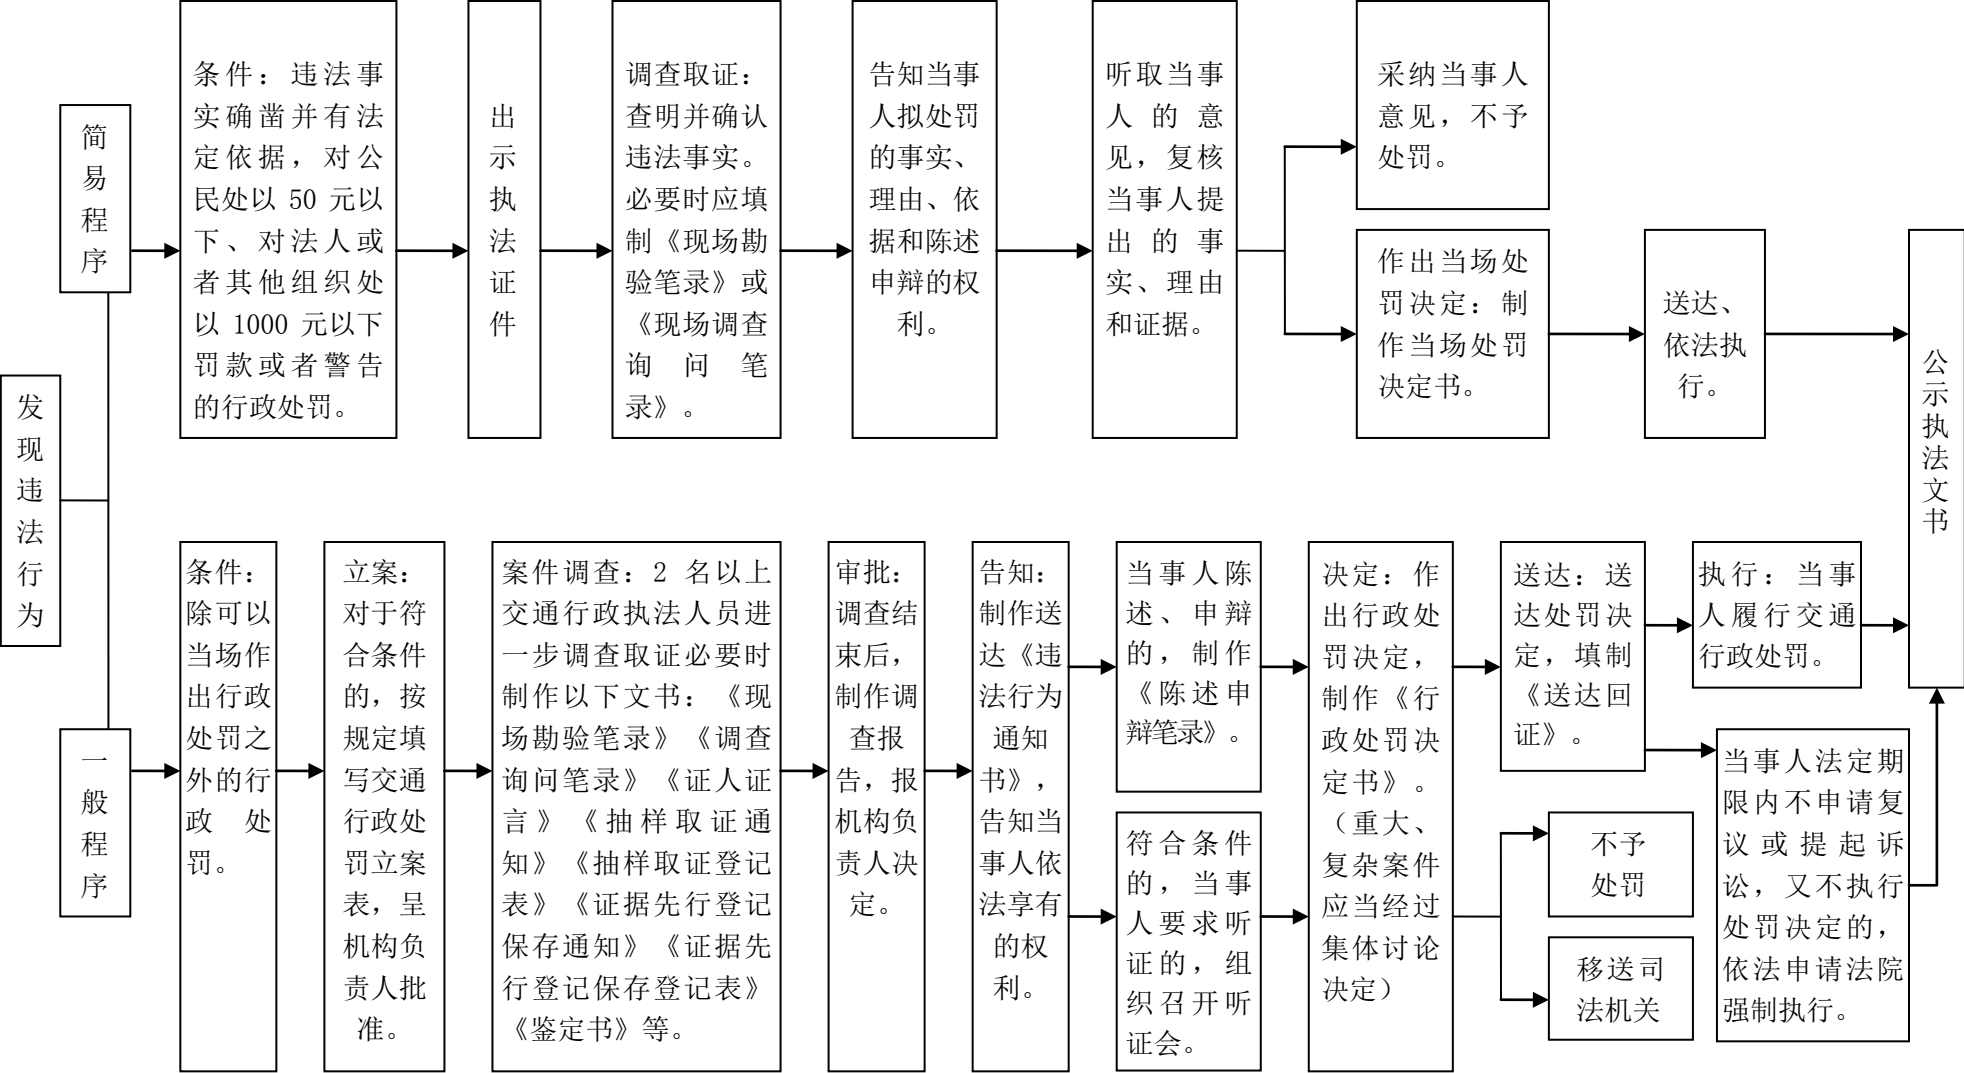 发
现
违
法
行
为
简
易
程
序
条件：违法事
实确凿并有法
定依据，对公
民处以 50 元以
下、对法人或
者其他组织处
以 1000 元以下
罚款或者警告
的行政处罚。
出
示
执
法
证
件
调查取证：
查明并确认
违法事实。
必要时应填
制《现场勘
验笔录》或
《现场调查
询问笔
录》。
告知当事
人拟处罚
的事实、
理由、依
据和陈述
申辩的权
利。
听取当事
人的意
见，复核
当事人提
出的事
实、理由
和证据。
采纳当事人
意见，不予
处罚。
作出当场处
罚决定：制
作当场处罚
决定书。
送达、
依法执
行。
公
示
执
法
文
书
一
般
程
序
条件：
除可以
当场作
出行政
处罚之
外的行
政处
罚。
立案：
对于符
合条件
的，按
规定填
写交通
行政处
罚立案
表，呈
机构负
责人批
准。
案件调查：2 名以上
交通行政执法人员进
一步调查取证必要时
制作以下文书：《现
场勘验笔录》《调查
询问笔录》《证人证
言》《抽样取证通
知》《抽样取证登记
表》《证据先行登记
保存通知》《证据先
行登记保存登记表》
《鉴定书》等。
审批：
调查结
束后，
制作调
查报
告，报
机构负
责人决
定。
告知：
制作送
达《违
法行为
通知
书》，
告知当
事人依
法享有
的权
利。
当事人陈
述、申辩
的，制作
《陈述申
辩笔录》。
符合条件
的，当事
人要求听
证的，组
织召开听
证会。
决定：作
出行政处
罚决定，
制作《行
政处罚决
定书》。
（重大、
复杂案件
应当经过
集体讨论
决定）
送达：送
达处罚决
定，填制
《送达回
证》。
不予
处罚
移送司
法机关
执行：当事
人履行交通
行政处罚。
当事人法定期
限内不申请复
议或提起诉
讼，又不执行
处罚决定的，
依法申请法院
强制执行。